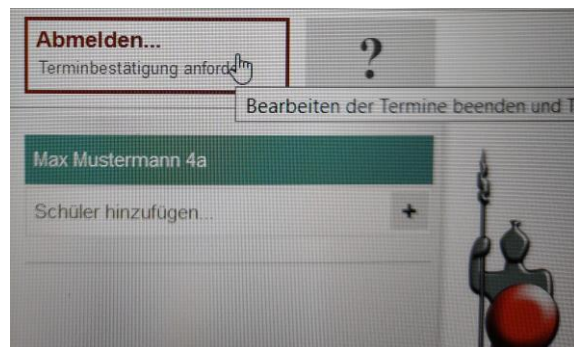 Abmelden...
Terminbestätigung anford
?
Bearbeiten der Termine beenden und T
Max Mustermann 4a
Schüler hinzufügen...
+